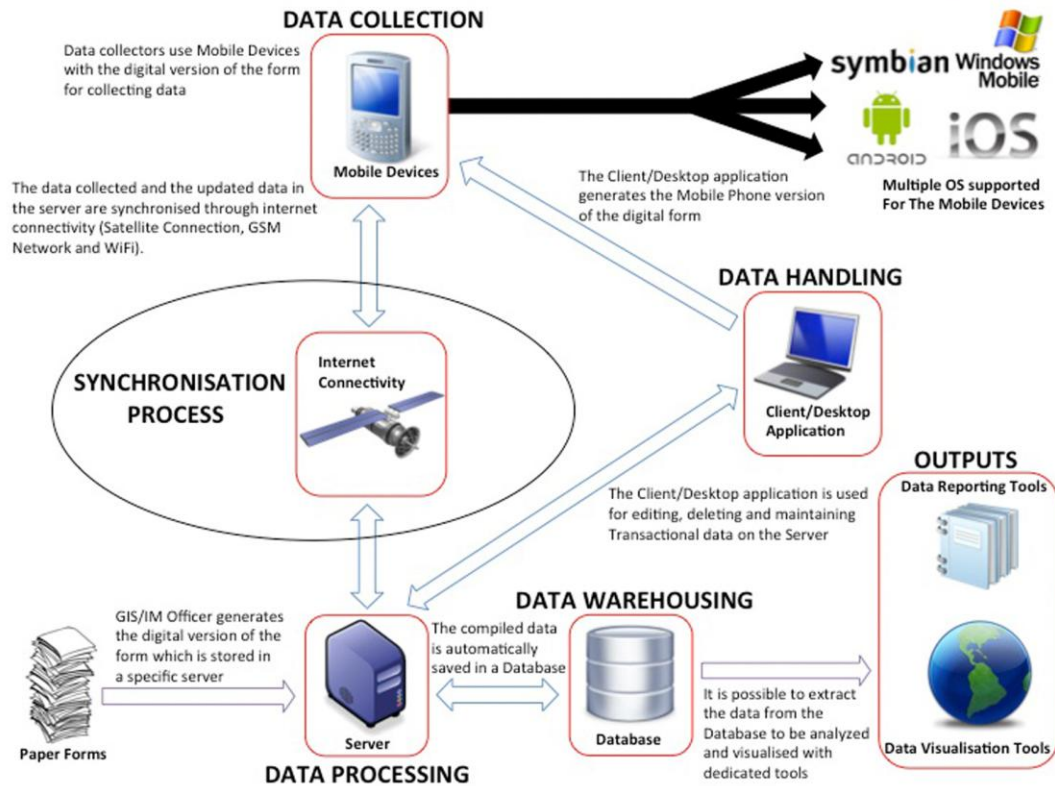 DATA COLLECTION
Data collectors use Mobile Devices
with the digital version of the form
for collecting data
Mobile Devices
symbian
Windows
Mobile
ANDROID
iOS
Multiple OS supported
For The Mobile Devices
The data collected and the updated data in
the server are synchronised through internet
connectivity (Satellite Connection, GSM
Network and WiFi).
The Client/Desktop application
generates the Mobile Phone version
of the digital form
DATA HANDLING
Client/Desktop
Application
SYNCHRONISATION
PROCESS
Internet
Connectivity
The Client/Desktop application is used
for editing, deleting and maintaining
Transactional data on the Server
OUTPUTS
Data Reporting Tools
Data Visualisation Tools
Paper Forms
GIS/IM Officer generates
the digital version of the
form which is stored in
a specific server
Server
DATA PROCESSING
The compiled data
is automatically
saved in a Database
DATA WAREHOUSING
Database
It is possible to extract
the data from the
Database to be analyzed
and visualised with
dedicated tools